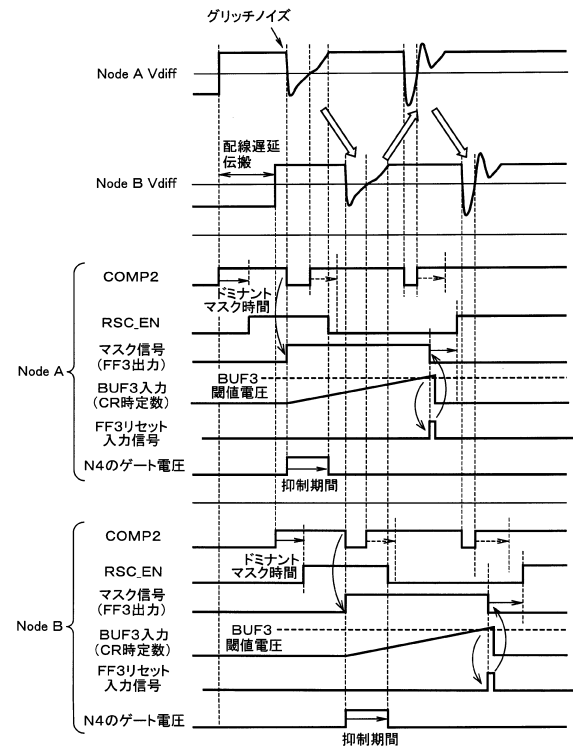 グリッチノイズ
Node A Vdiff
配線遅延
伝搬
Node B Vdiff
Node A
COMP2
ドミナント
マスク時間
RSC_EN
マスク信号
(FF3出力)
BUF3
閾値電圧
BUF3入力
(CR時定数)
FF3リセット
入力信号
N4のゲート電圧
抑制期間
Node B
COMP2
ドミナント
マスク時間
RSC_EN
マスク信号
(FF3出力)
BUF3
閾値電圧
BUF3入力
(CR時定数)
FF3リセット
入力信号
N4のゲート電圧
抑制期間